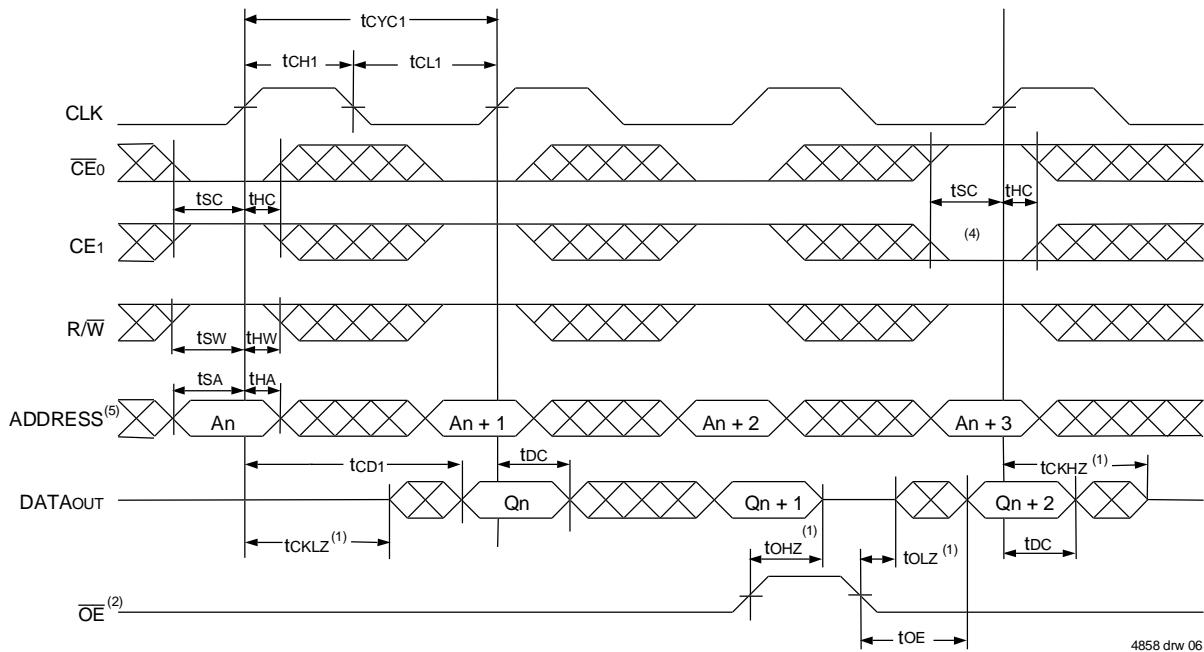 tCYC1
tCH1
tCL1
CLK
CE0
tSC
tHC
tSC
tHC
CE1
(4)
R/W
tSW
tHW
tSA
tHA
ADDRESS(5)
An
An + 1
An + 2
An + 3
tCD1
tDC
tCKHZ (1)
DATAOUT
Qn
Qn + 1
Qn + 2
tCKLZ (1)
tOHZ (1)
tOLZ (1)
tDC
OE (2)
tOE
4858 drw 06